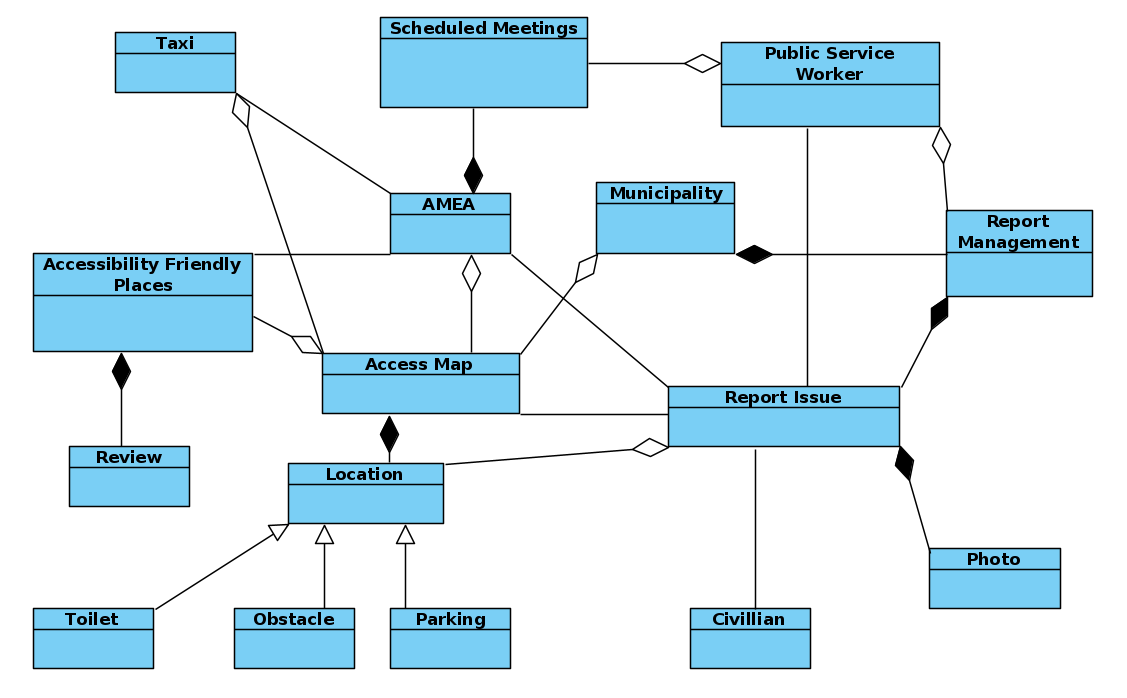 Taxi
Scheduled Meetings
Public Service
Worker
AMEA
Municipality
Report
Management
Accessibility Friendly
Places
Access Map
Report Issue
Review
Location
Photo
Toilet
Obstacle
Parking
Civillian